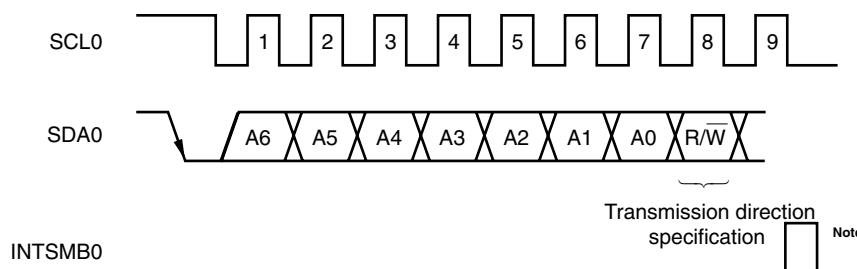 SCL0
1 2 3 4 5 6 7 8 9
SDA0
A6 A5 A4 A3 A2 A1 A0 R/W̅
Transmission direction
specification
Note
INTSMB0